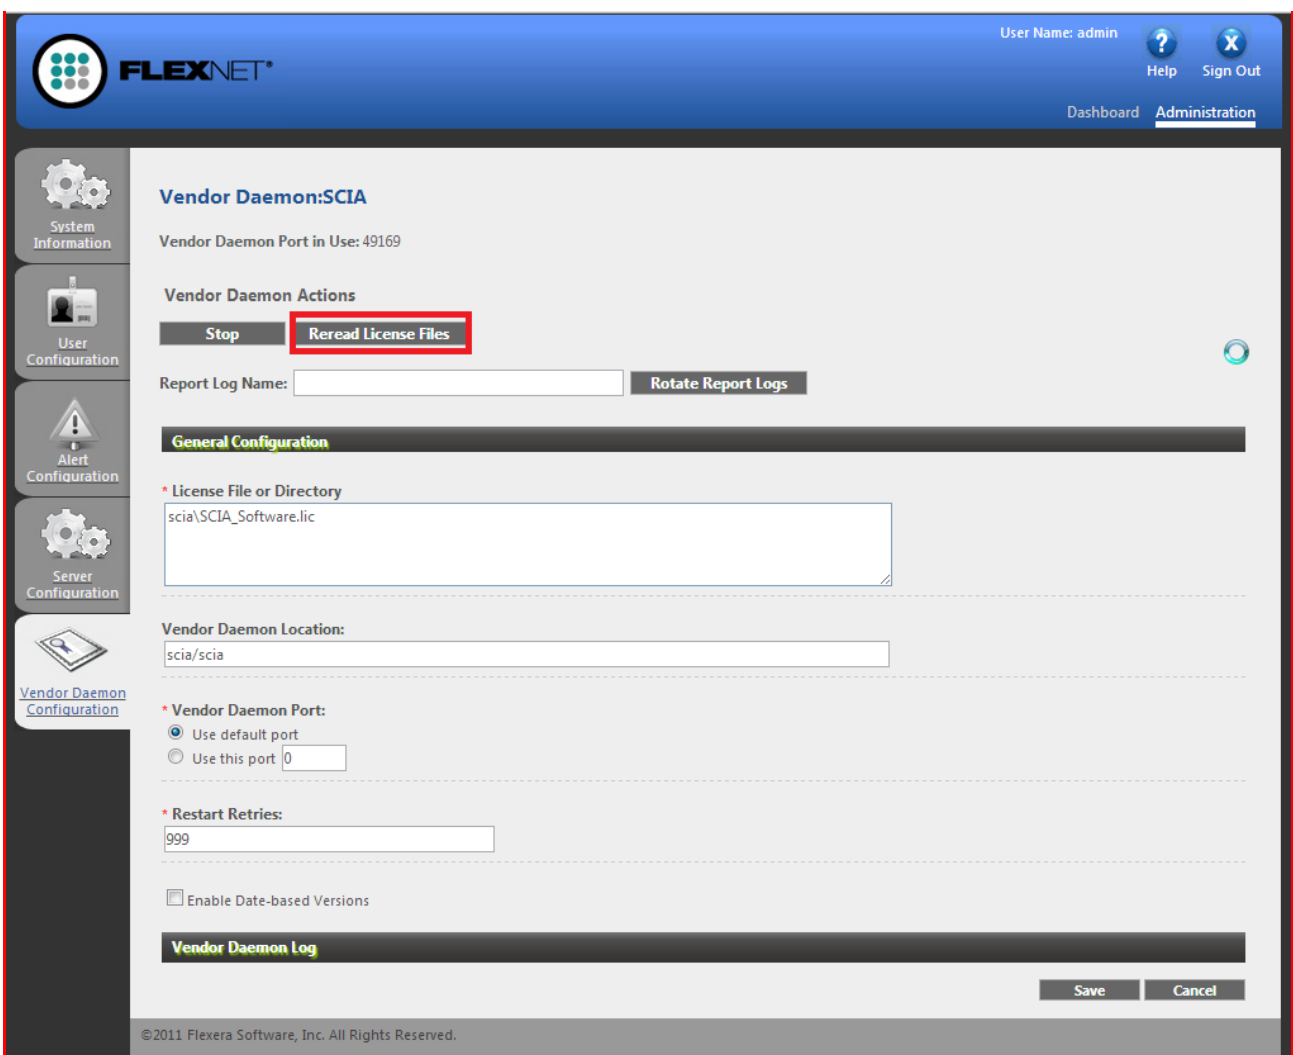 User Name: admin
Help
Sign Out
FLEXNET
Dashboard Administration
System
Information
User
Configuration
Alert
Configuration
Server
Configuration
Vendor Daemon
Configuration
Vendor Daemon:SCIA
Vendor Daemon Port in Use: 49169
Vendor Daemon Actions
Stop Reread License Files
Report Log Name: Rotate Report Logs
General Configuration
* License File or Directory
scia\SCIA_Software.lic
Vendor Daemon Location:
scia/scia
* Vendor Daemon Port:
Use default port
Use this port 0
* Restart Retries:
999
Enable Date-based Versions
Vendor Daemon Log
Save Cancel
©2011 Flexera Software, Inc. All Rights Reserved.